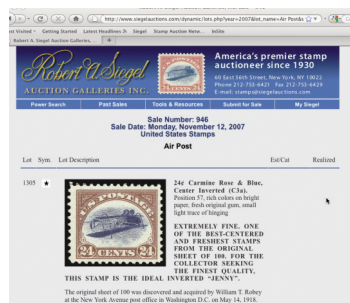 http://www.siegelauctions.com/dynamic/lots.php?year=2007&lot_name=Air Post&s
st Visited Getting Started Latest Headlines Siegel Stamp Auction Netw... InSite
Robert A. Siegel Auction Galleries, ...
Robert A. Siegel
AUCTION GALLERIES INC.
America's premier stamp
auctioneer since 1930
60 East 56th Street, New York, NY 10022
Phone 212-753-6421 Fax 212-753-6429
E-mail: stamps@siegelauctions.com
Power Search Past Sales Tools & Resources Submit for Sale My Siegel
Sale Number: 946
Sale Date: Monday, November 12, 2007
United States Stamps
Air Post
Lot Sym. Lot Description Est/Cat Realized
1305
24¢ Carmine Rose & Blue,
Center Inverted (C3a).
Position 57, rich colors on bright
paper, fresh original gum, small
light trace of hinging
EXTREMELY FINE. ONE
OF THE BEST-CENTERED
AND FRESHEST STAMPS
FROM THE ORIGINAL
SHEET OF 100. FOR THE
COLLECTOR SEEKING
THE FINEST QUALITY,
THIS STAMP IS THE IDEAL INVERTED "JENNY".
The original sheet of 100 was discovered and acquired by William T. Robey
at the New York Avenue post office in Washington D.C. on May 14, 1918.
U.S. POSTAGE
24 CENTS 24